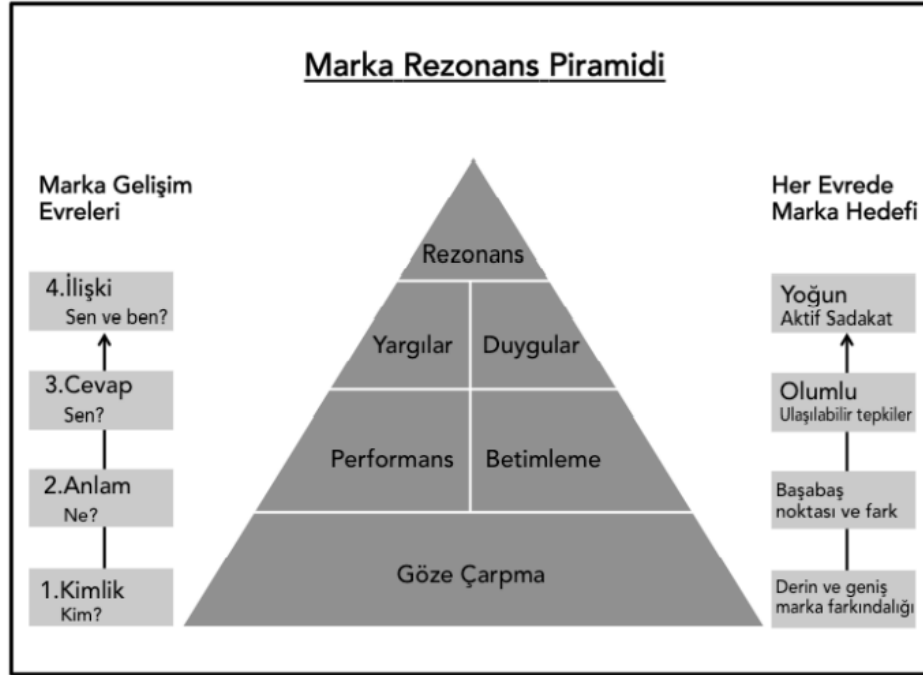 Marka Rezonans Piramidi
Marka Gelişim
Evreleri
4.İlişki
Sen ve ben?
3.Cevap
Sen?
2.Anlam
Ne?
1.Kimlik
Kim?
Rezonans
Yargılar
Duygular
Performans
Betimleme
Göze Çarpma
Her Evrede
Marka Hedefi
Yoğun
Aktif Sadakat
Olumlu
Ulaşılabilir tepkiler
Başabaş
noktası ve fark
Derin ve geniş
marka farkındalığı